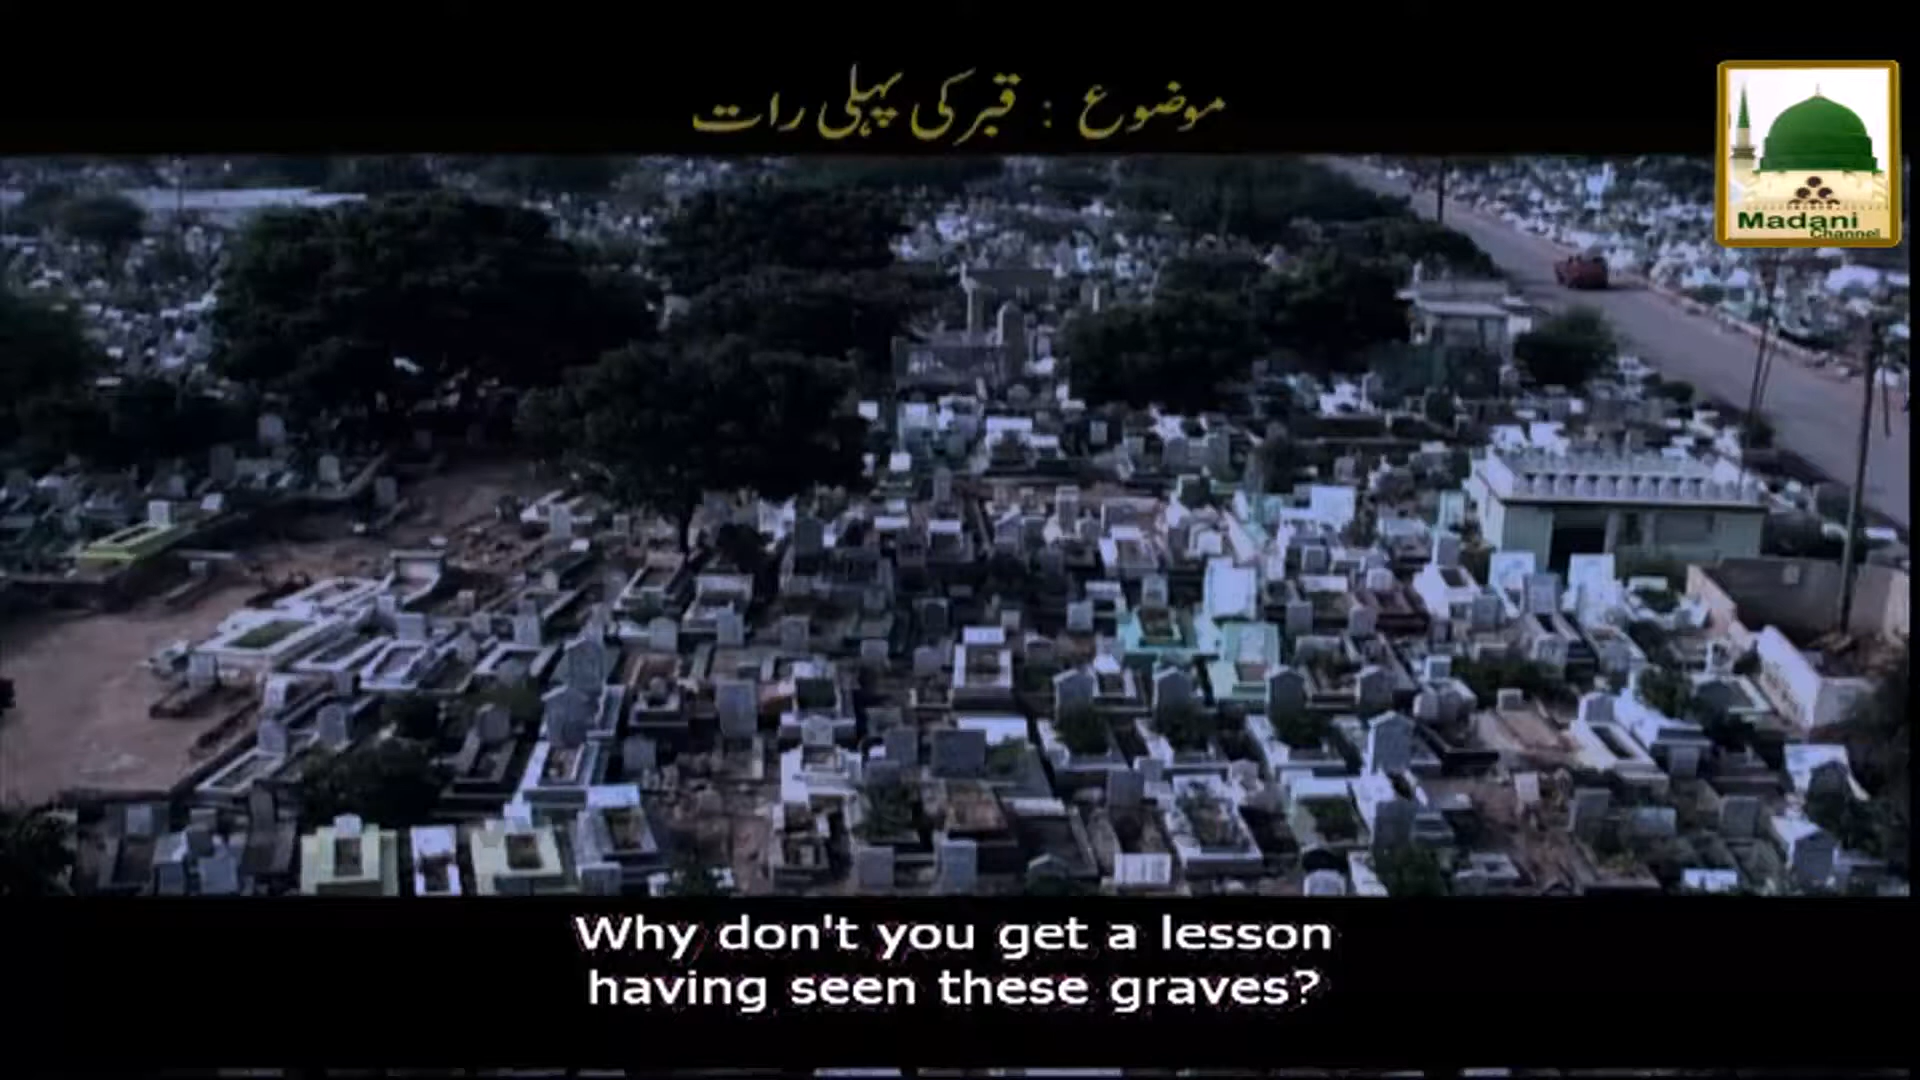 موضوع : قبر کی پہلی رات
Madani
Channel
Why don't you get a lesson
having seen these graves?